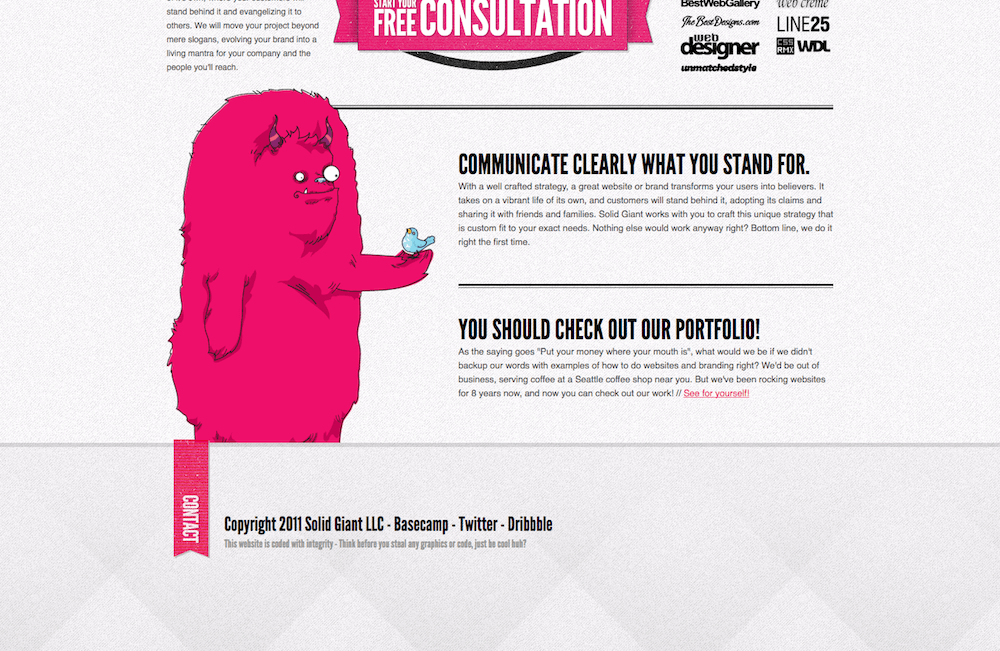 stand behind it and evangelizing it to
others. We will move your project beyond
mere slogans, evolving your brand into a
living mantra for your company and the
people you'll reach.
START YOUR
FREE CONSULTATION
BestWebGallery
web creme
The Best Designs.com
LINE25
web
designer
CSS
RMX
WDL
unmatchedstyle
COMMUNICATE CLEARLY WHAT YOU STAND FOR.
With a well crafted strategy, a great website or brand transforms your users into believers. It
takes on a vibrant life of its own, and customers will stand behind it, adopting its claims and
sharing it with friends and families. Solid Giant works with you to craft this unique strategy that
is custom fit to your exact needs. Nothing else would work anyway right? Bottom line, we do it
right the first time.
YOU SHOULD CHECK OUT OUR PORTFOLIO!
As the saying goes "Put your money where your mouth is", what would we be if we didn't
backup our words with examples of how to do websites and branding right? We'd be out of
business, serving coffee at a Seattle coffee shop near you. But we've been rocking websites
for 8 years now, and now you can check out our work! // See for yourself!
CONTACT
Copyright 2011 Solid Giant LLC - Basecamp - Twitter - Dribbble
This website is coded with integrity - Think before you steal any graphics or code, just be cool huh?